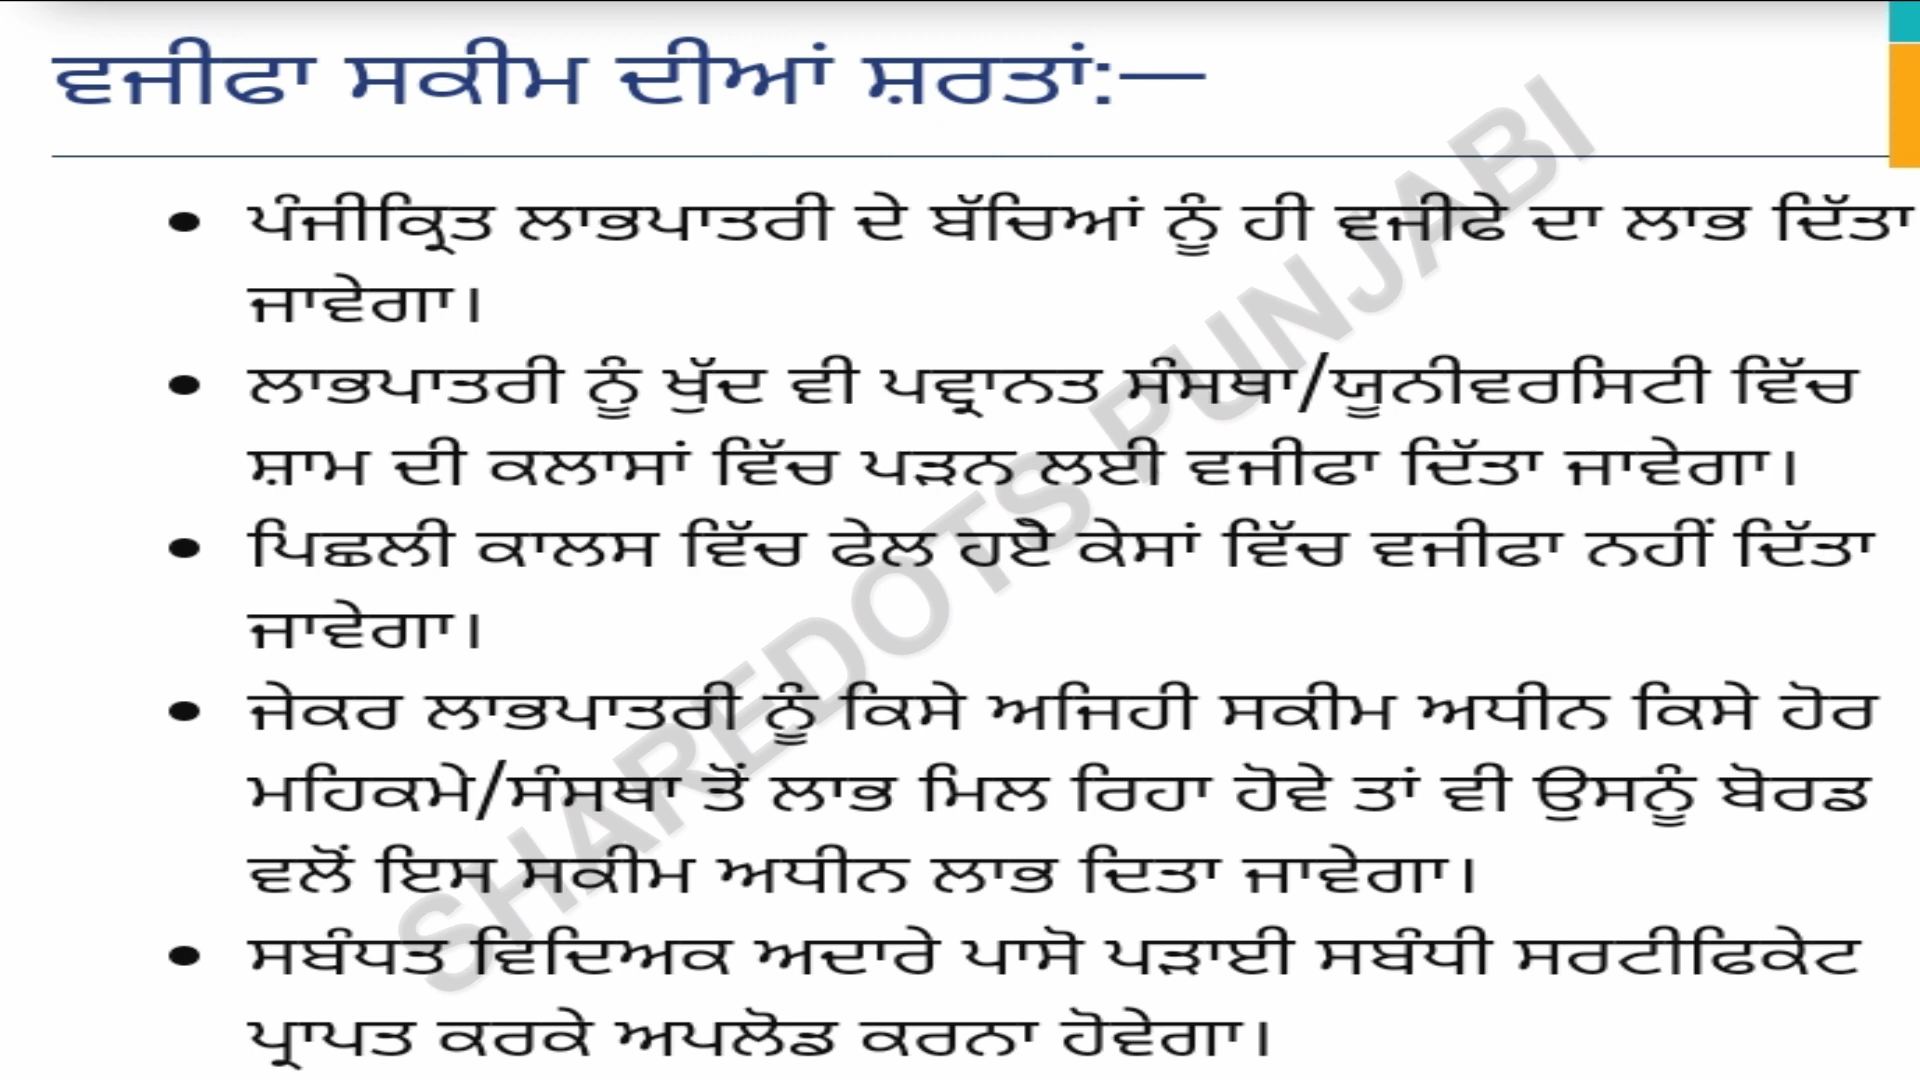 ਵਜੀਫਾ ਸਕੀਮ ਦੀਆਂ ਸ਼ਰਤਾਂ:—
• ਪੰਜੀਕ੍ਰਿਤ ਲਾਭਪਾਤਰੀ ਦੇ ਬੱਚਿਆਂ ਨੂੰ ਹੀ ਵਜੀਫੇ ਦਾ ਲਾਭ ਦਿੱਤਾ
ਜਾਵੇਗਾ।
• ਲਾਭਪਾਤਰੀ ਨੂੰ ਖੁੱਦ ਵੀ ਪਵ੍ਰਾਨਤ ਸੰਸਥਾ/ਯੂਨੀਵਰਸਿਟੀ ਵਿੱਚ
ਸ਼ਾਮ ਦੀ ਕਲਾਸਾਂ ਵਿੱਚ ਪੜਨ ਲਈ ਵਜੀਫਾ ਦਿੱਤਾ ਜਾਵੇਗਾ।
• ਪਿਛਲੀ ਕਾਲਸ ਵਿੱਚ ਫੇਲ ਹਏ ਕੇਸਾਂ ਵਿੱਚ ਵਜੀਫਾ ਨਹੀਂ ਦਿੱਤਾ
ਜਾਵੇਗਾ।
• ਜੇਕਰ ਲਾਭਪਾਤਰੀ ਨੂੰ ਕਿਸੇ ਅਜਿਹੀ ਸਕੀਮ ਅਧੀਨ ਕਿਸੇ ਹੋਰ
ਮਹਿਕਮੇ/ਸੰਸਥਾ ਤੋਂ ਲਾਭ ਮਿਲ ਰਿਹਾ ਹੋਵੇ ਤਾਂ ਵੀ ਉਸਨੂੰ ਬੋਰਡ
ਵਲੋਂ ਇਸ ਸਕੀਮ ਅਧੀਨ ਲਾਭ ਦਿਤਾ ਜਾਵੇਗਾ।
• ਸਬੰਧਤ ਵਿਦਿਅਕ ਅਦਾਰੇ ਪਾਸੋ ਪੜਾਈ ਸਬੰਧੀ ਸਰਟੀਫਿਕੇਟ
ਪ੍ਰਾਪਤ ਕਰਕੇ ਅਪਲੋਡ ਕਰਨਾ ਹੋਵੇਗਾ।
SHAREDOTS PUNJABI